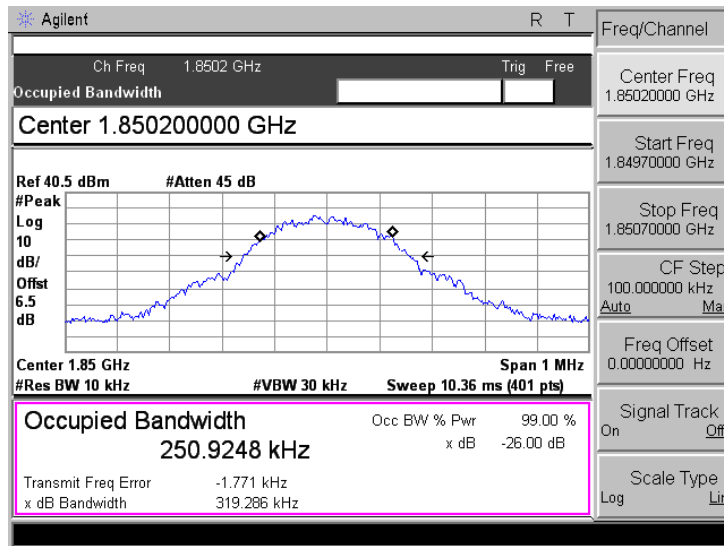 Agilent R T
Freq/Channel
Ch Freq 1.8502 GHz Trig Free
Occupied Bandwidth
Center 1.850200000 GHz
Ref 40.5 dBm #Atten 45 dB
#Peak
Log
10
dB/
Offst
6.5
dB
Center 1.85 GHz Span 1 MHz
#Res BW 10 kHz #VBW 30 kHz Sweep 10.36 ms (401 pts)
Occupied Bandwidth Occ BW % Pwr 99.00 %
250.9248 kHz x dB -26.00 dB
Transmit Freq Error -1.771 kHz
x dB Bandwidth 319.286 kHz
Center Freq
1.85020000 GHz
Start Freq
1.84970000 GHz
Stop Freq
1.85070000 GHz
CF Step
100.000000 kHz
Auto Ma
Freq Offset
0.00000000 Hz
Signal Track
On Off
Scale Type
Log Lin